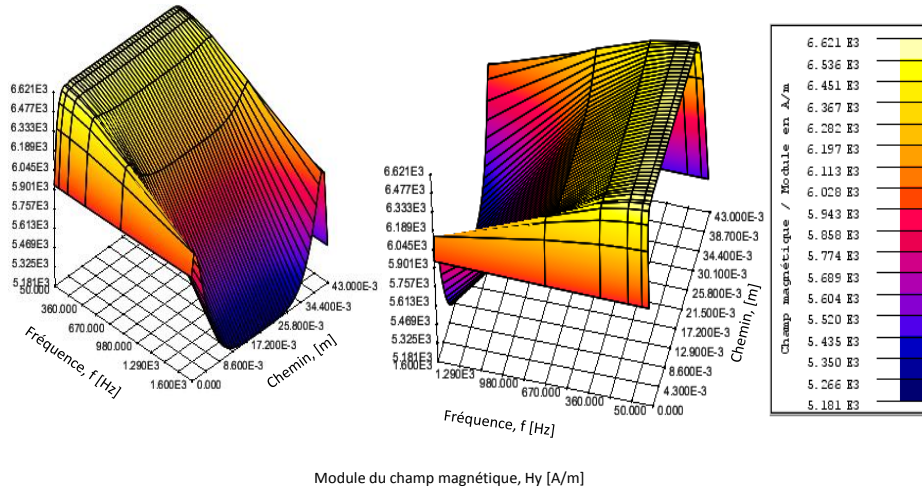 6.621E3
6.477E3
6.333E3
6.189E3
6.045E3
5.901E3
5.757E3
5.613E3
5.469E3
5.325E3
5.181E3
50.000
360.000
670.000
980.000
1.290E3
1.600E3
0.000
8.600E-3
17.200E-3
25.800E-3
34.400E-3
43.000E-3
Fréquence, f [Hz]
Chemin, [m]
6.621E3
6.477E3
6.333E3
6.189E3
6.045E3
5.901E3
5.757E3
5.613E3
5.469E3
5.325E3
5.181E3
1.600E3
1.290E3
980.000
670.000
360.000
50.000
0.000
4.300E-3
8.600E-3
12.900E-3
17.200E-3
21.500E-3
25.800E-3
30.100E-3
34.400E-3
38.700E-3
43.000E-3
Fréquence, f [Hz]
Chemin, [m]
Champ magnétique / Module en A/m
6.621 E3
6.536 E3
6.451 E3
6.367 E3
6.282 E3
6.197 E3
6.113 E3
6.028 E3
5.943 E3
5.858 E3
5.774 E3
5.689 E3
5.604 E3
5.520 E3
5.435 E3
5.350 E3
5.266 E3
5.181 E3
Module du champ magnétique, Hy [A/m]